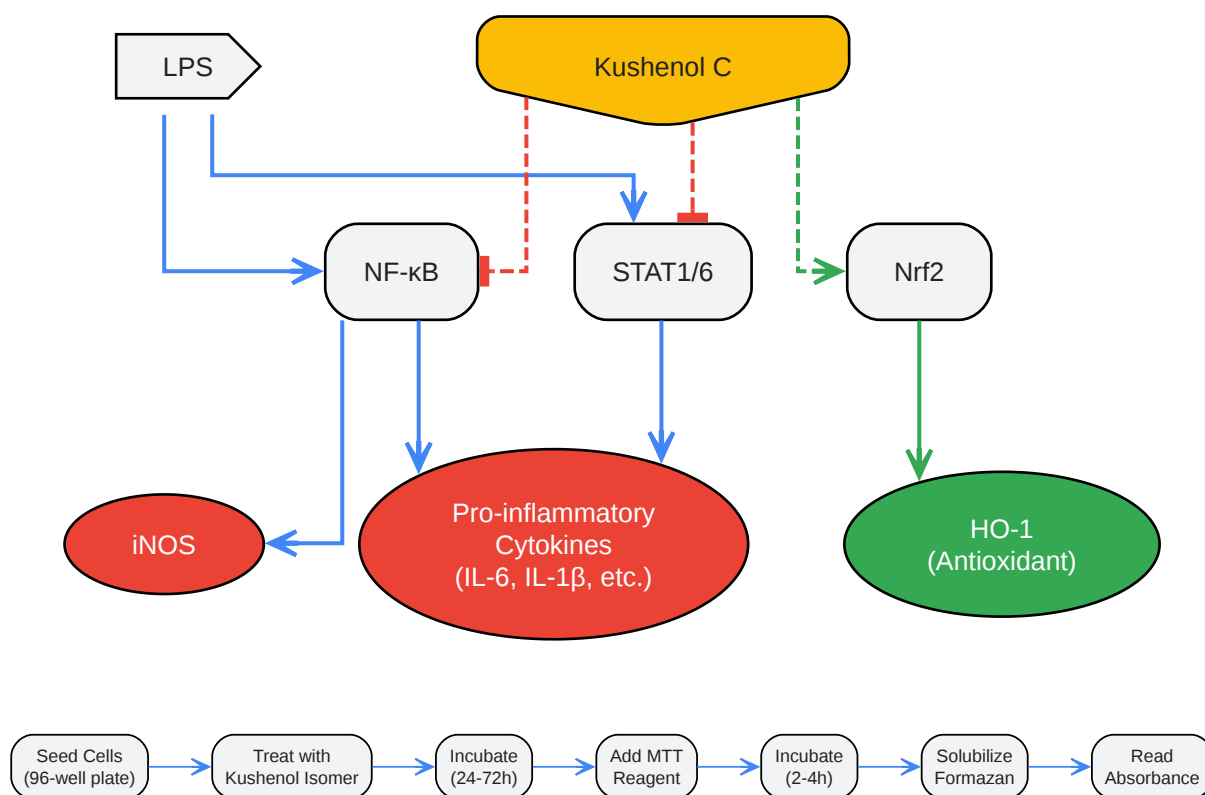 LPS
Kushenol C
NF-κB
STAT1/6
Nrf2
iNOS
Pro-inflammatory
Cytokines
(IL-6, IL-1β, etc.)
HO-1
(Antioxidant)
Seed Cells
(96-well plate)
Treat with
Kushenol Isomer
Incubate
(24-72h)
Add MTT
Reagent
Incubate
(2-4h)
Solubilize
Formazan
Read
Absorbance